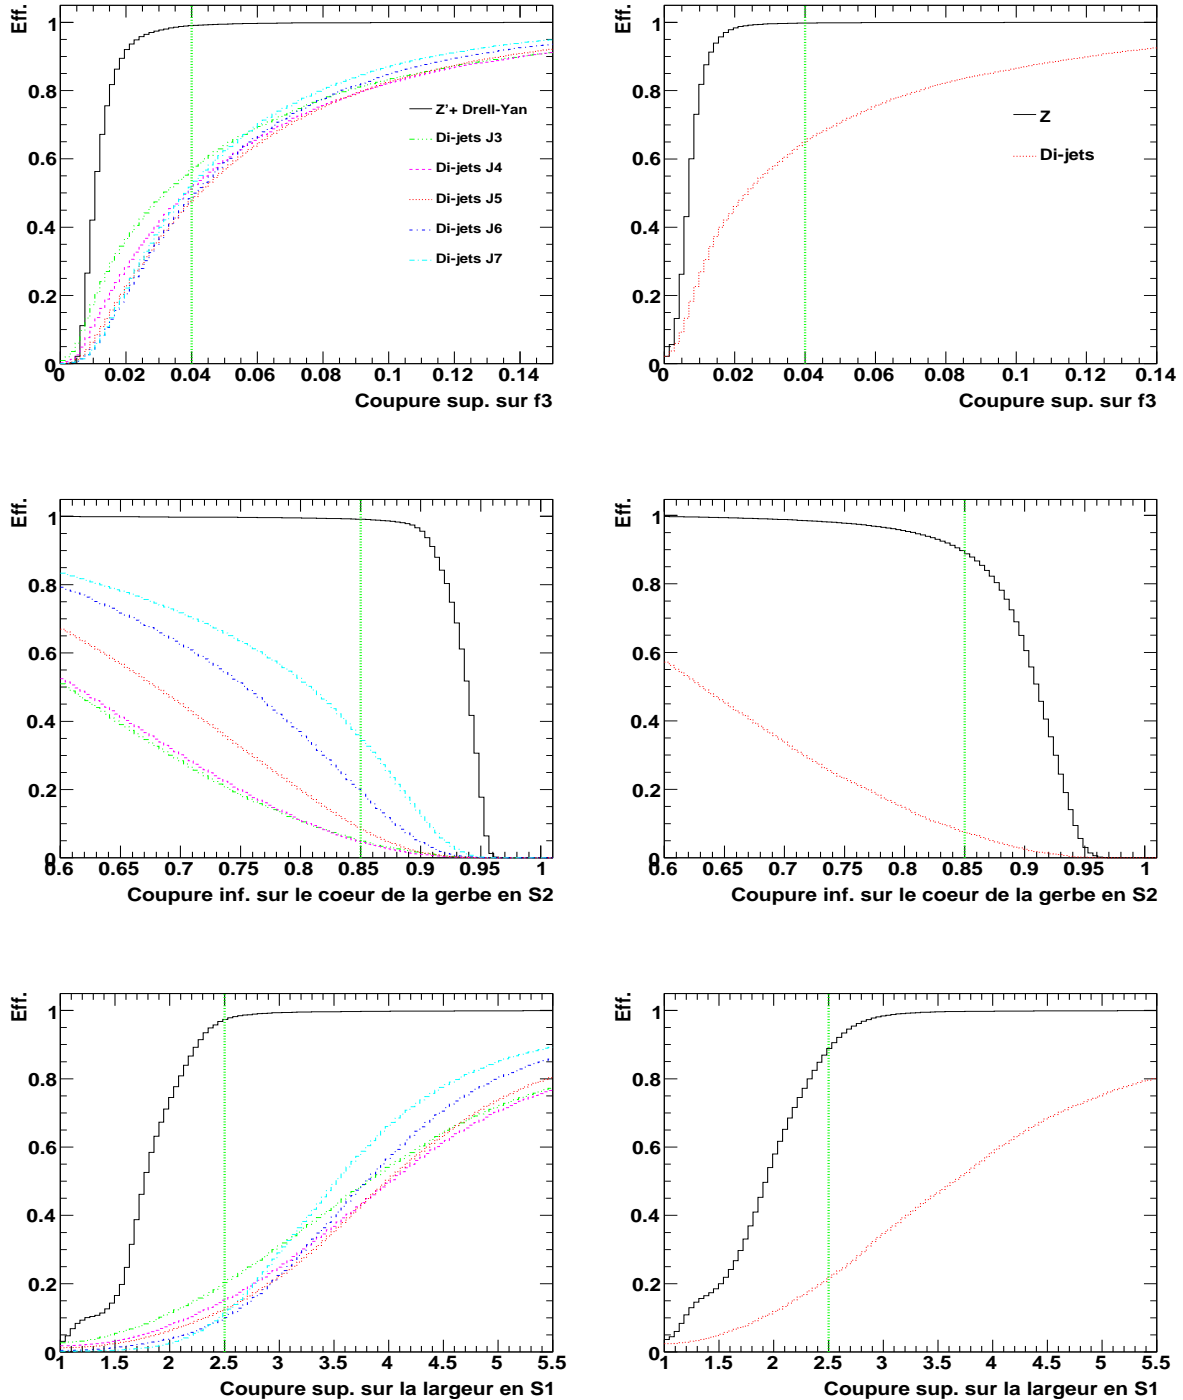 Eff.
1
0.8
0.6
0.4
0.2
0
Z'+ Drell-Yan
Di-jets J3
Di-jets J4
Di-jets J5
Di-jets J6
Di-jets J7
0 0.02 0.04 0.06 0.08 0.1 0.12 0.14
Coupure sup. sur f3
Eff.
1
0.8
0.6
0.4
0.2
0
Z
Di-jets
0 0.02 0.04 0.06 0.08 0.1 0.12 0.14
Coupure sup. sur f3
Eff.
1
0.8
0.6
0.4
0.2
0
0.6 0.65 0.7 0.75 0.8 0.85 0.9 0.95 1
Coupure inf. sur le coeur de la gerbe en S2
Eff.
1
0.8
0.6
0.4
0.2
0
0.6 0.65 0.7 0.75 0.8 0.85 0.9 0.95 1
Coupure inf. sur le coeur de la gerbe en S2
Eff.
1
0.8
0.6
0.4
0.2
0
1 1.5 2 2.5 3 3.5 4 4.5 5 5.5
Coupure sup. sur la largeur en S1
Eff.
1
0.8
0.6
0.4
0.2
0
1 1.5 2 2.5 3 3.5 4 4.5 5 5.5
Coupure sup. sur la largeur en S1